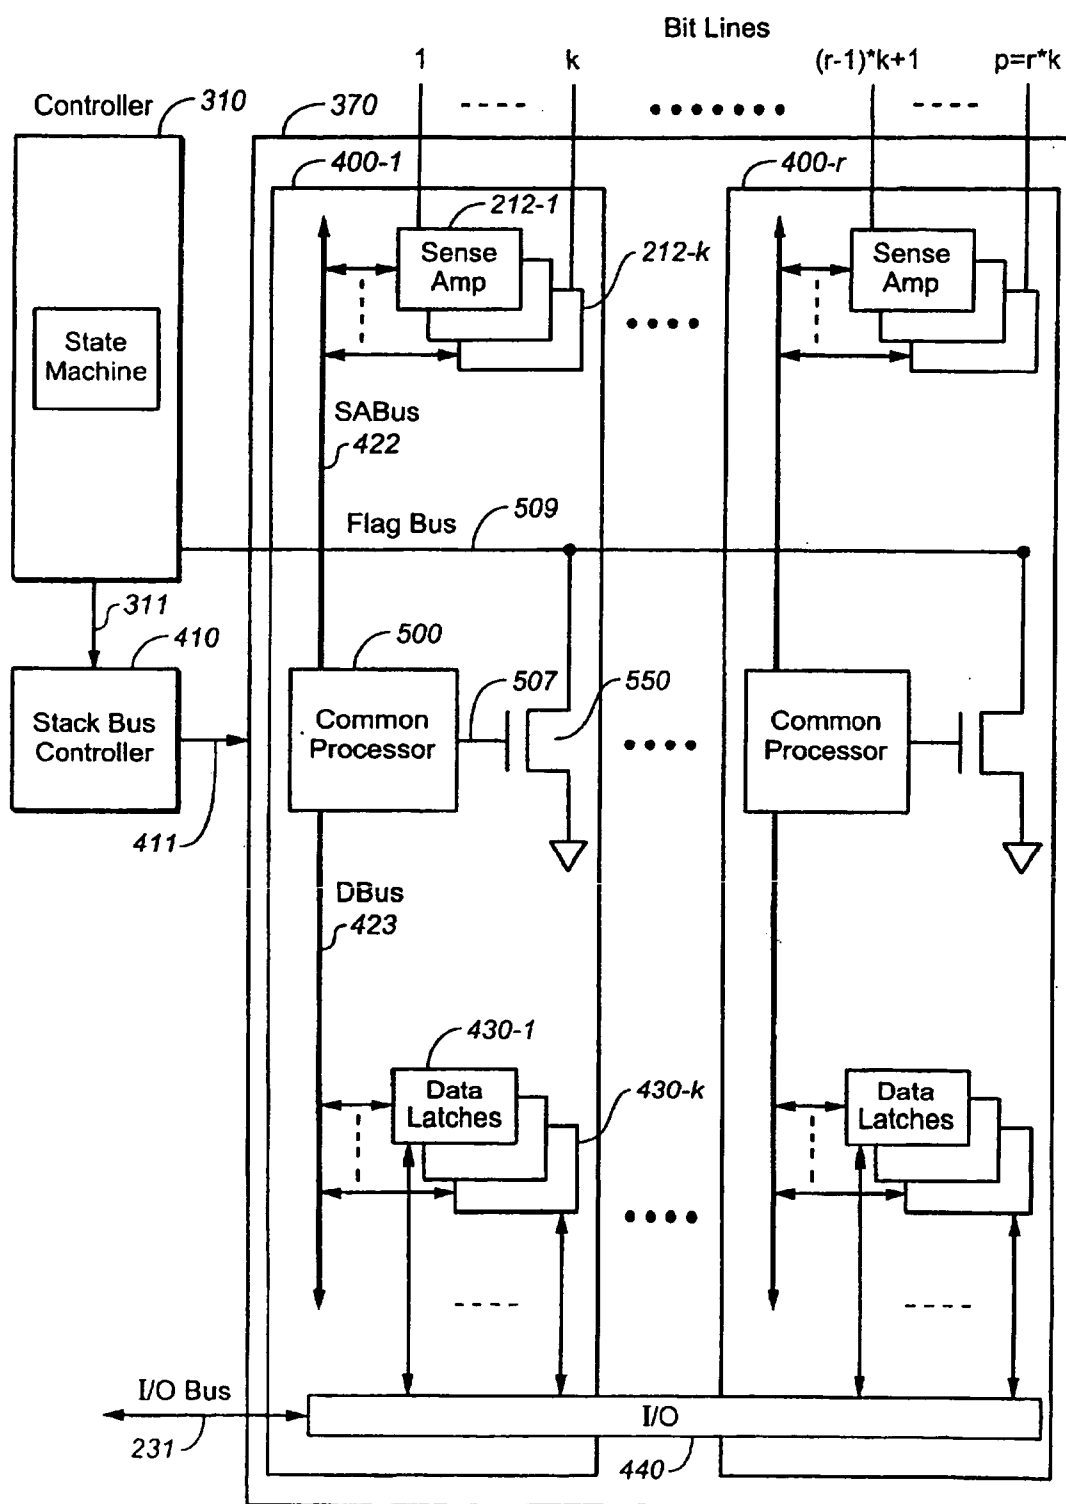 Bit Lines
1
k
(r-1)*k+1
p=r*k
Controller
310
370
400-1
400-r
212-1
Sense
Amp
212-k
Sense
Amp
State
Machine
SABus
422
Flag Bus
509
311
410
500
507
550
Stack Bus
Controller
Common
Processor
Common
Processor
411
DBus
423
430-1
Data
Latches
430-k
Data
Latches
I/O Bus
231
I/O
440